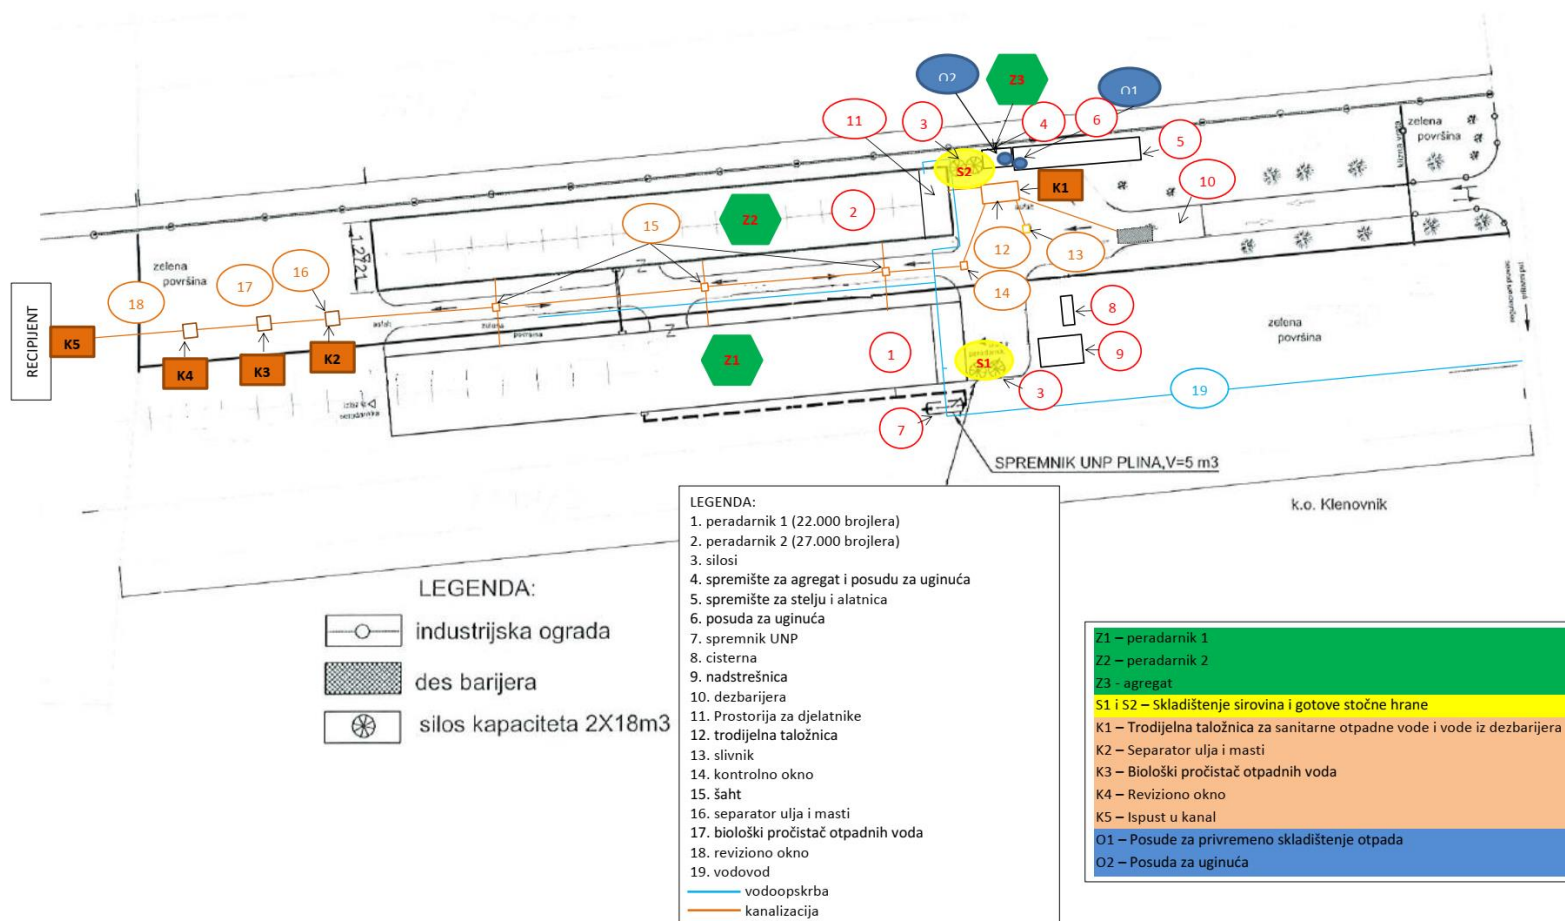 O2
Z3
O1
11
3
4
6
5
zelena
površina
S2
K1
10
Z2
2
15
asfalt
12
13
14
zelena
površina
18
17
16
RECIPIJENT
K5
K4
K3
K2
asfalt
Z
Z
Z1
1
S1
3
8
9
zelena
površina
19
7
SPREMNIK UNP PLINA,V=5 m3
k.o. Klenovnik
LEGENDA:
industrijska ograda
des barijera
silos kapaciteta 2X18m3
LEGENDA:
1. peradarnik 1 (22.000 brojlera)
2. peradarnik 2 (27.000 brojlera)
3. silosi
4. spremište za agregat i posudu za uginuća
5. spremište za stelju i alatnica
6. posuda za uginuća
7. spremnik UNP
8. cisterna
9. nadstrešnica
10. dezbarijera
11. Prostorija za djelatnike
12. trodijelna taložnica
13. slivnik
14. kontrolno okno
15. šaht
16. separator ulja i masti
17. biološki pročistač otpadnih voda
18. reviziono okno
19. vodovod
vodoopskrba
kanalizacija
Z1 – peradarnik 1
Z2 – peradarnik 2
Z3 - agregat
S1 i S2 – Skladištenje sirovina i gotove stočne hrane
K1 – Trodijelna taložnica za sanitarne otpadne vode i vode iz dezbarijera
K2 – Separator ulja i masti
K3 – Biološki pročistač otpadnih voda
K4 – Reviziono okno
K5 – Ispust u kanal
O1 – Posude za privremeno skladištenje otpada
O2 – Posuda za uginuća